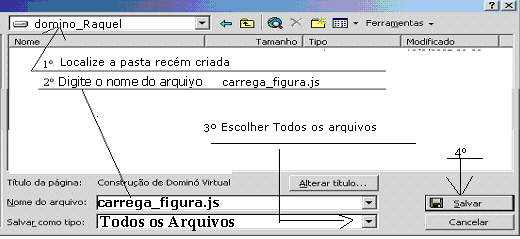 domino_Raquel
Ferramentas
Nome Tamanho Tipo Modificado
1º Localize a pasta recém criada
2º Digite o nome do arquivo carrega_figura.js
3º Escolher Todos os arquivos
4º
Título da página: Construção de Dominó Virtual Alterar título...
Nome do arquivo: carrega_figura.js Salvar
Salvar como tipo: Todos os Arquivos Cancelar